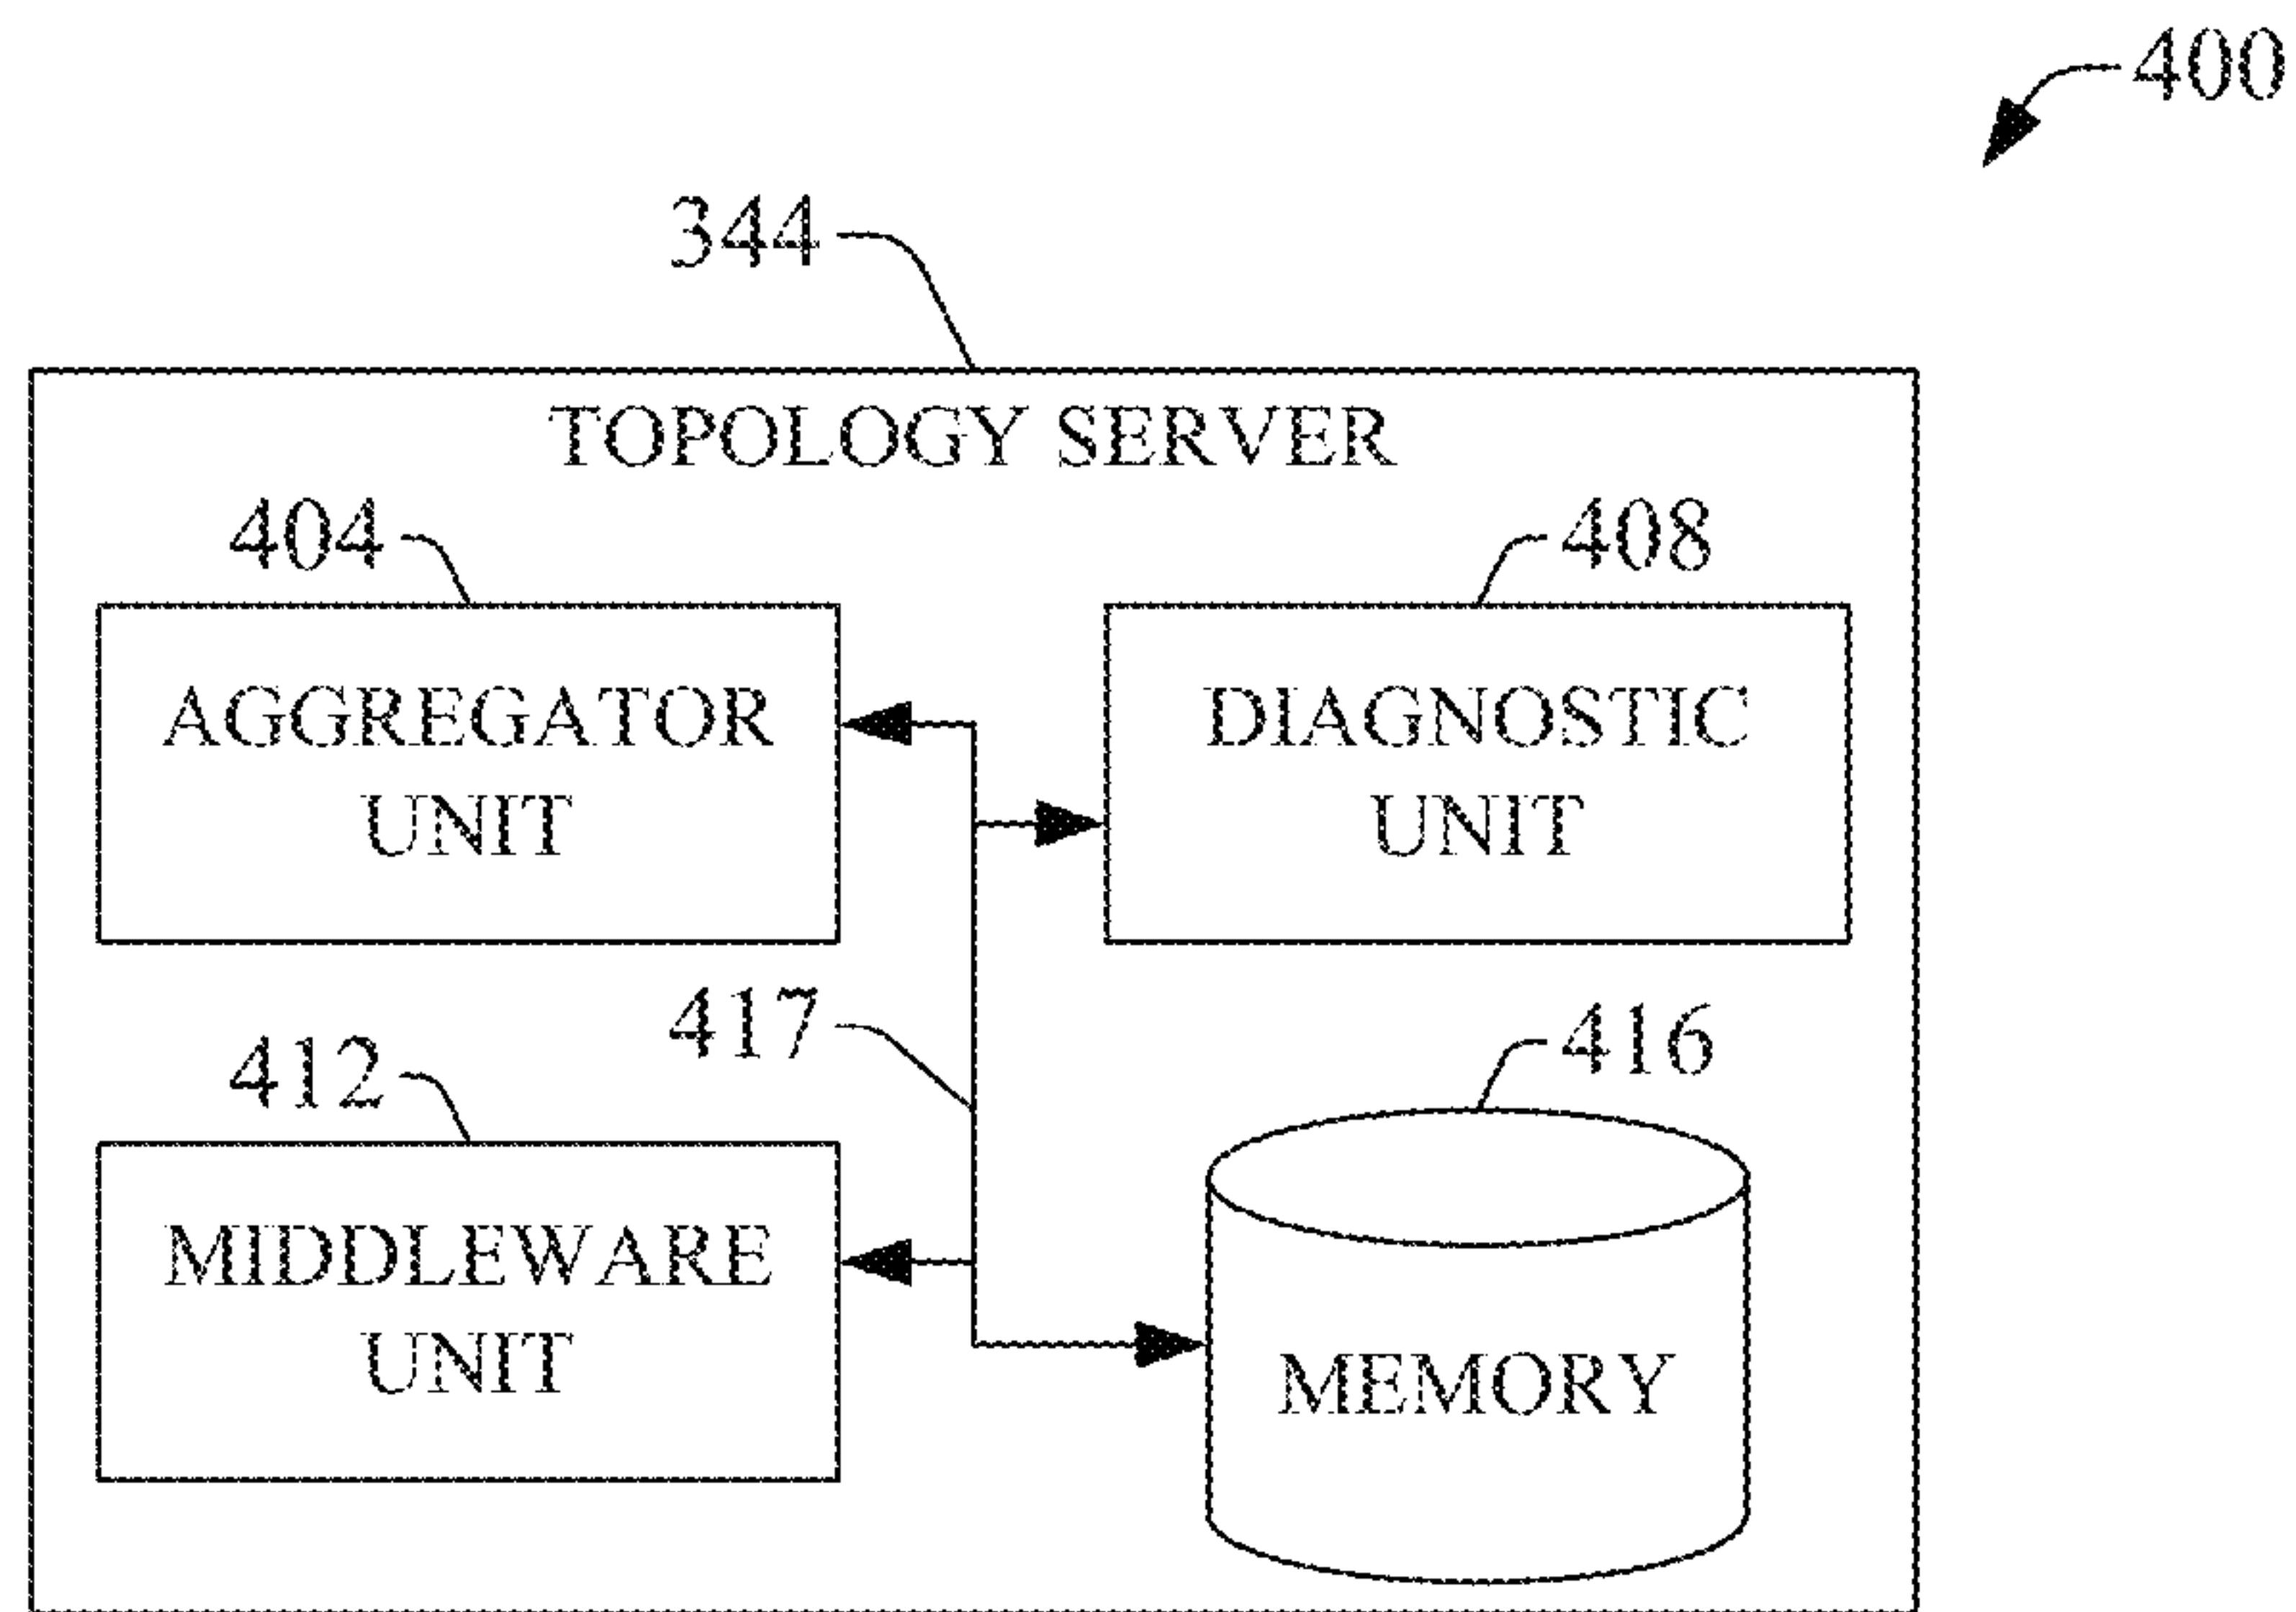 400
344
TOPOLOGY SERVER
404
408
AGGREGATOR
UNIT
DIAGNOSTIC
UNIT
417
412
416
MIDDLEWARE
UNIT
MEMORY